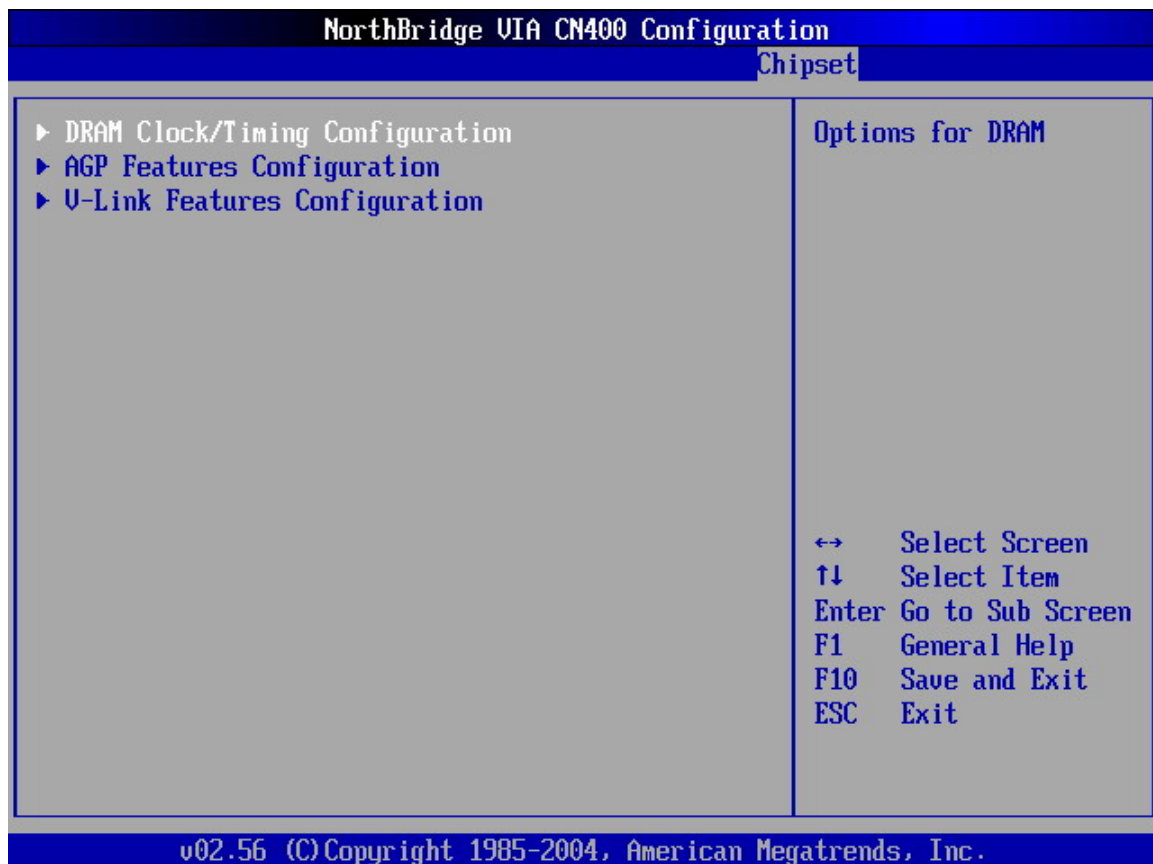 NorthBridge VIA CN400 Configuration
Chipset
▶ DRAM Clock/Timing Configuration
▶ AGP Features Configuration
▶ V-Link Features Configuration
Options for DRAM
↔ Select Screen
↑↓ Select Item
Enter Go to Sub Screen
F1 General Help
F10 Save and Exit
ESC Exit
v02.56 (C)Copyright 1985-2004, American Megatrends, Inc.